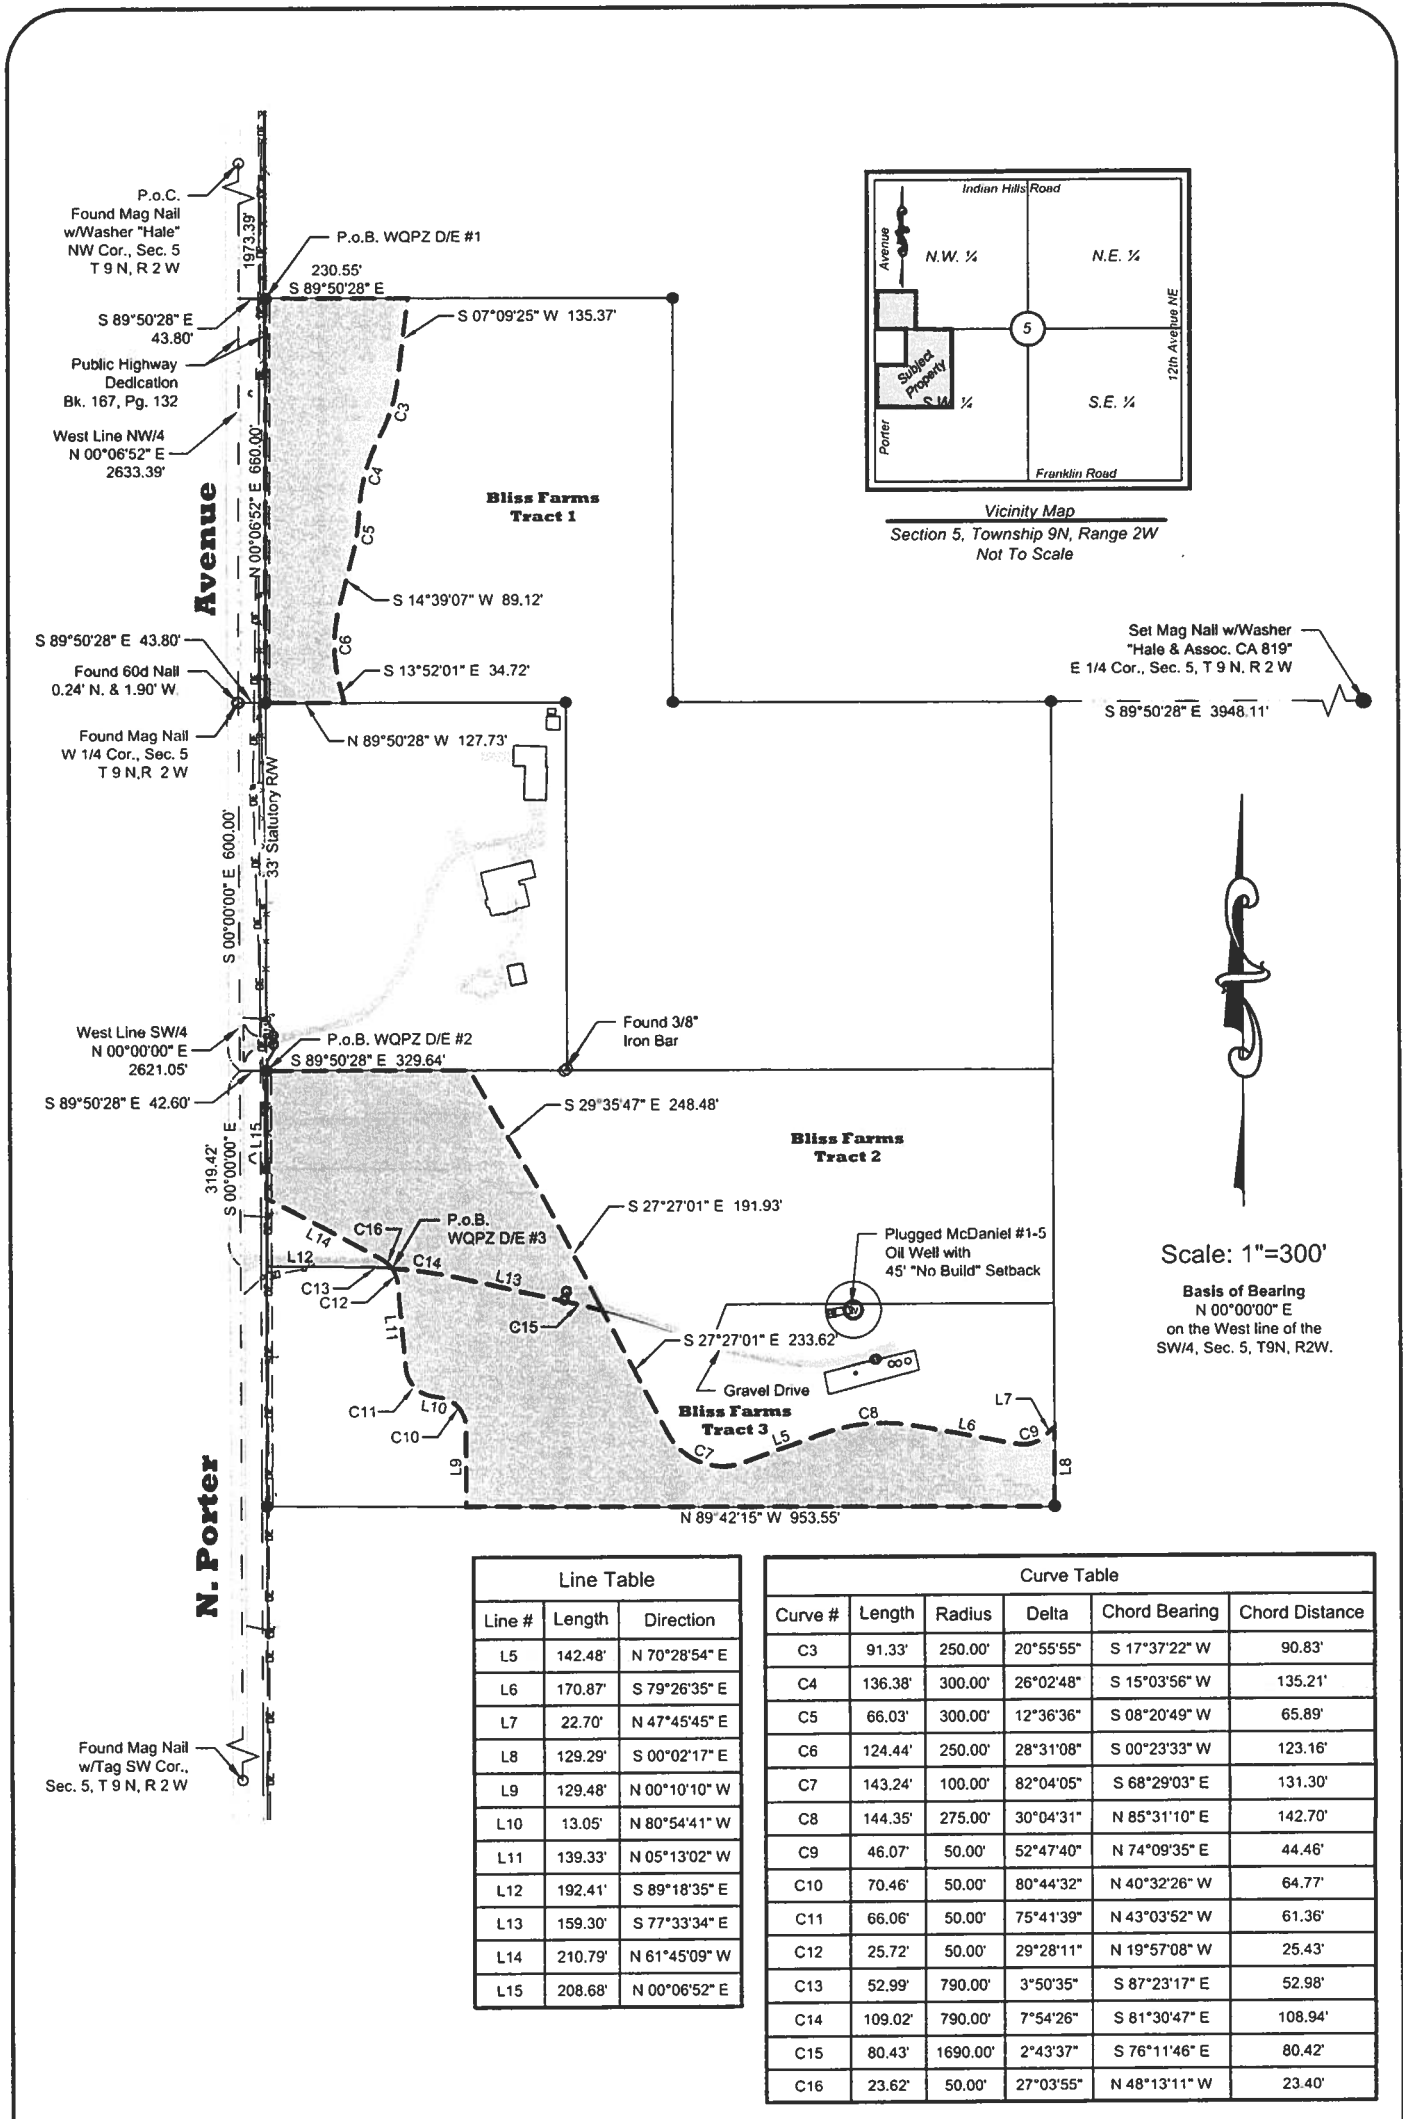 P.o.C.
Found Mag Nail
w/Washer "Hale"
NW Cor., Sec. 5
T 9 N, R 2 W
1973.39'
P.o.B. WQPZ D/E #1
230.55'
S 89°50'28" E
S 07°09'25" W 135.37'
S 89°50'28" E
43.80'
Public Highway
Dedication
Bk. 167, Pg. 132
West Line NW/4
N 00°06'52" E
2633.39'
N 00°06'52" E 660.00'
C3
C4
C5
C6
Bliss Farms
Tract 1
S 14°39'07" W 89.12'
S 13°52'01" E 34.72'
N 89°50'28" W 127.73'
Avenue
S 89°50'28" E 43.80'
Found 60d Nail
0.24' N. & 1.90' W.
Found Mag Nail
W 1/4 Cor., Sec. 5
T 9 N,R 2 W
33' Statutory R/W
S 00°00'00" E 600.00'
Indian Hills Road
Avenue
N.W. ¼
N.E. ¼
5
12th Avenue NE
Subject
Property
S.W. ¼
S.E. ¼
Porter
Franklin Road
Vicinity Map
Section 5, Township 9N, Range 2W
Not To Scale
Set Mag Nail w/Washer
"Hale & Assoc. CA 819"
E 1/4 Cor., Sec. 5, T 9 N, R 2 W
S 89°50'28" E 3948.11'
West Line SW/4
N 00°00'00" E
2621.05'
S 89°50'28" E 42.60'
P.o.B. WQPZ D/E #2
S 89°50'28" E 329.64'
Found 3/8"
Iron Bar
S 29°35'47" E 248.48'
Bliss Farms
Tract 2
319.42'
S 00°00'00" E
L15
S 27°27'01" E 191.93'
C16
P.o.B.
WQPZ D/E #3
L14
L12
C14
L13
C13
C12
C15
L11
Plugged McDaniel #1-5
Oil Well with
45' "No Build" Setback
S 27°27'01" E 233.62'
Gravel Drive
Bliss Farms
Tract 3
C11
L10
C10
L9
C7
L5
C8
L6
C9
L7
L8
N 89°42'15" W 953.55'
Scale: 1"=300'
Basis of Bearing
N 00°00'00" E
on the West line of the
SW/4, Sec. 5, T9N, R2W.
N. Porter
Found Mag Nail
w/Tag SW Cor.,
Sec. 5, T 9 N, R 2 W
Line Table
Line # Length Direction
L5 142.48' N 70°28'54" E
L6 170.87' S 79°26'35" E
L7 22.70' N 47°45'45" E
L8 129.29' S 00°02'17" E
L9 129.48' N 00°10'10" W
L10 13.05' N 80°54'41" W
L11 139.33' N 05°13'02" W
L12 192.41' S 89°18'35" E
L13 159.30' S 77°33'34" E
L14 210.79' N 61°45'09" W
L15 208.68' N 00°06'52" E
Curve Table
Curve # Length Radius Delta Chord Bearing Chord Distance
C3 91.33' 250.00' 20°55'55" S 17°37'22" W 90.83'
C4 136.38' 300.00' 26°02'48" S 15°03'56" W 135.21'
C5 66.03' 300.00' 12°36'36" S 08°20'49" W 65.89'
C6 124.44' 250.00' 28°31'08" S 00°23'33" W 123.16'
C7 143.24' 100.00' 82°04'05" S 68°29'03" E 131.30'
C8 144.35' 275.00' 30°04'31" N 85°31'10" E 142.70'
C9 46.07' 50.00' 52°47'40" N 74°09'35" E 44.46'
C10 70.46' 50.00' 80°44'32" N 40°32'26" W 64.77'
C11 66.06' 50.00' 75°41'39" N 43°03'52" W 61.36'
C12 25.72' 50.00' 29°28'11" N 19°57'08" W 25.43'
C13 52.99' 790.00' 3°50'35" S 87°23'17" E 52.98'
C14 109.02' 790.00' 7°54'26" S 81°30'47" E 108.94'
C15 80.43' 1690.00' 2°43'37" S 76°11'46" E 80.42'
C16 23.62' 50.00' 27°03'55" N 48°13'11" W 23.40'